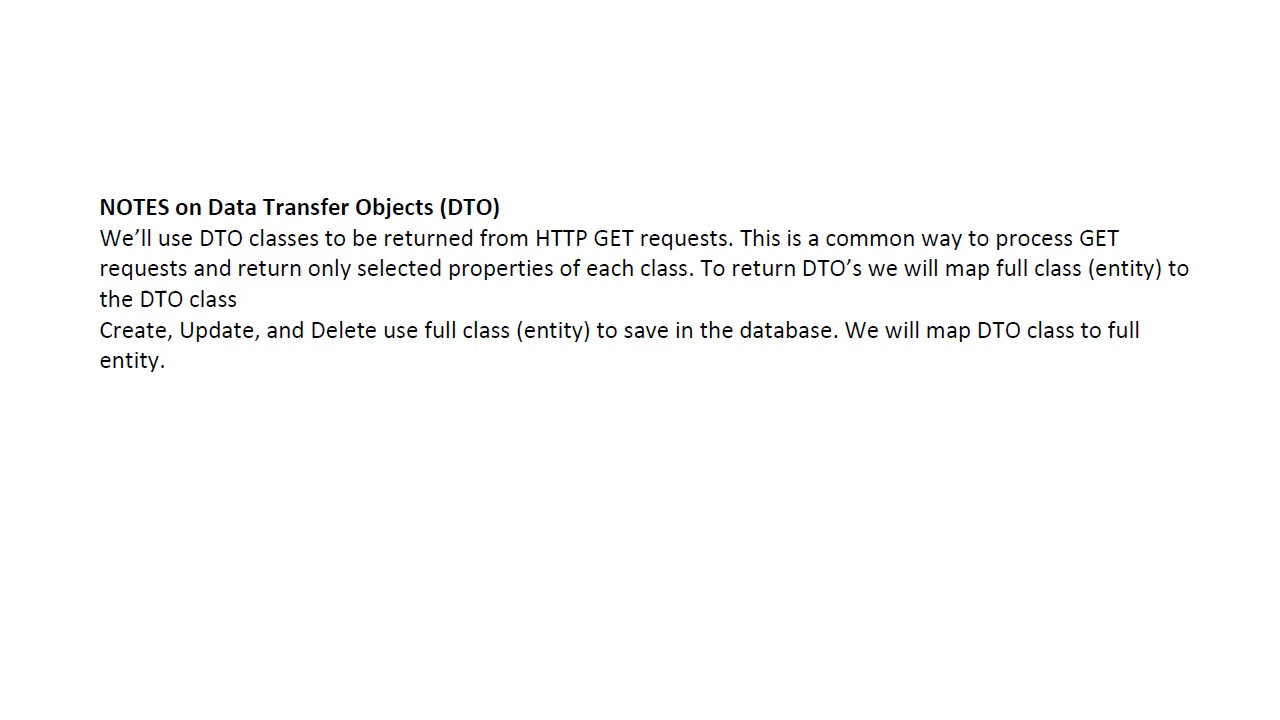 NOTES on Data Transfer Objects (DTO)
We’ll use DTO classes to be returned from HTTP GET requests. This is a common way to process GET
requests and return only selected properties of each class. To return DTO’s we will map full class (entity) to
the DTO class
Create, Update, and Delete use full class (entity) to save in the database. We will map DTO class to full
entity.